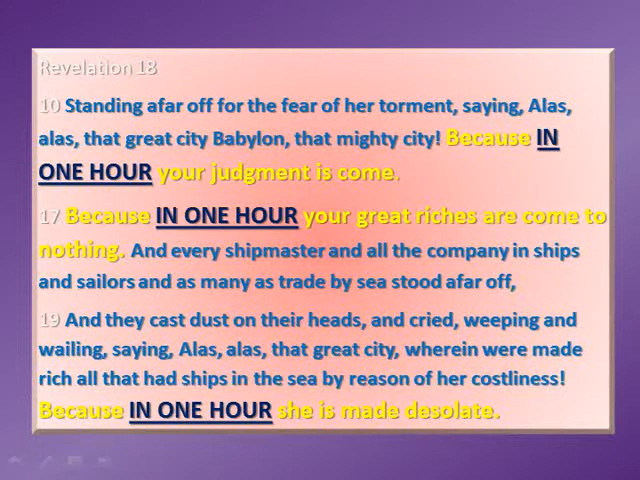 Revelation 18
10 Standing afar off for the fear of her torment, saying, Alas,
alas, that great city Babylon, that mighty city! Because IN
ONE HOUR your judgment is come.
17 Because IN ONE HOUR your great riches are come to
nothing. And every shipmaster and all the company in ships
and sailors and as many as trade by sea stood afar off,
19 And they cast dust on their heads, and cried, weeping and
wailing, saying, Alas, alas, that great city, wherein were made
rich all that had ships in the sea by reason of her costliness!
Because IN ONE HOUR she is made desolate.